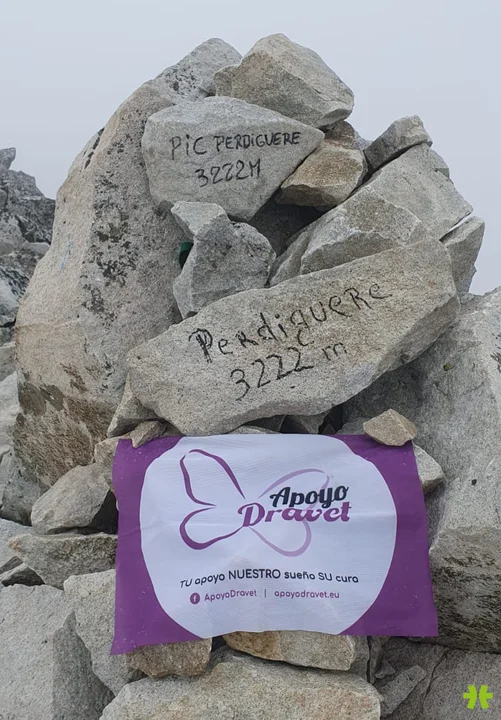 PIC PERDIGUERE
3222M
PeRdiGueRe
3222 m
Apoyo
Dravet
TU apoyo NUESTRO sueño SU cura
ApoyoDravet | apoyodravet.eu